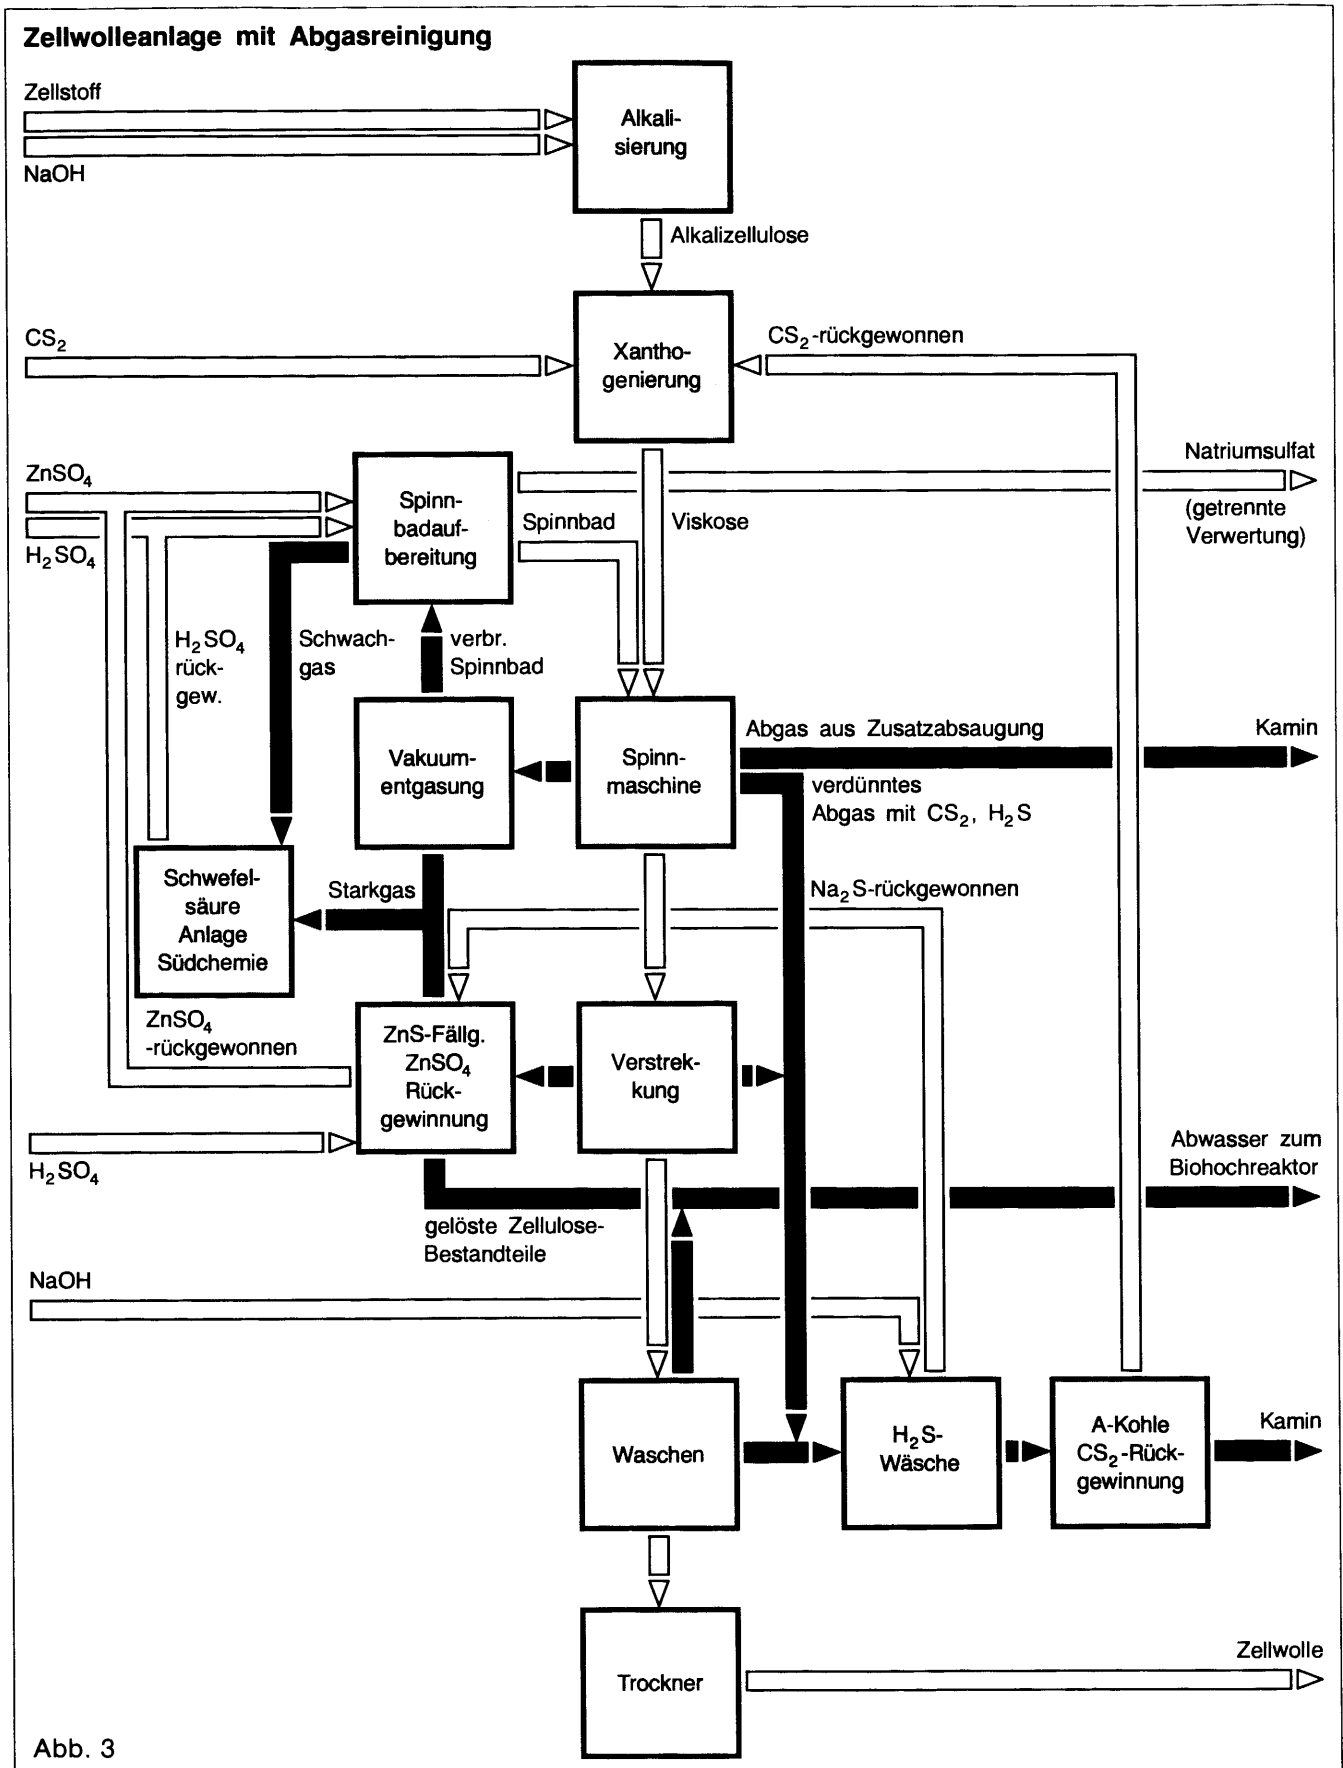 Zellwolleanlage mit Abgasreinigung
Zellstoff
NaOH
Alkali-
sierung
Alkalizellulose
CS₂
Xantho-
genierung
CS₂-rückgewonnen
ZnSO₄
H₂SO₄
Spinn-
badauf-
bereitung
Spinnbad
Viskose
Natriumsulfat
(getrennte
Verwertung)
H₂SO₄
rück-
gew.
Schwach-
gas
verbr.
Spinnbad
Vakuum-
entgasung
Spinn-
maschine
Abgas aus Zusatzabsaugung
Kamin
verdünntes
Abgas mit CS₂, H₂S
Schwefel-
säure
Anlage
Südchemie
Starkgas
Na₂S-rückgewonnen
ZnSO₄
-rückgewonnen
ZnS-Fällg.
ZnSO₄
Rück-
gewinnung
Verstrek-
kung
H₂SO₄
Abwasser zum
Biohochreaktor
gelöste Zellulose-
Bestandteile
NaOH
Waschen
H₂S-
Wäsche
A-Kohle
CS₂-Rück-
gewinnung
Kamin
Trockner
Zellwolle
Abb. 3